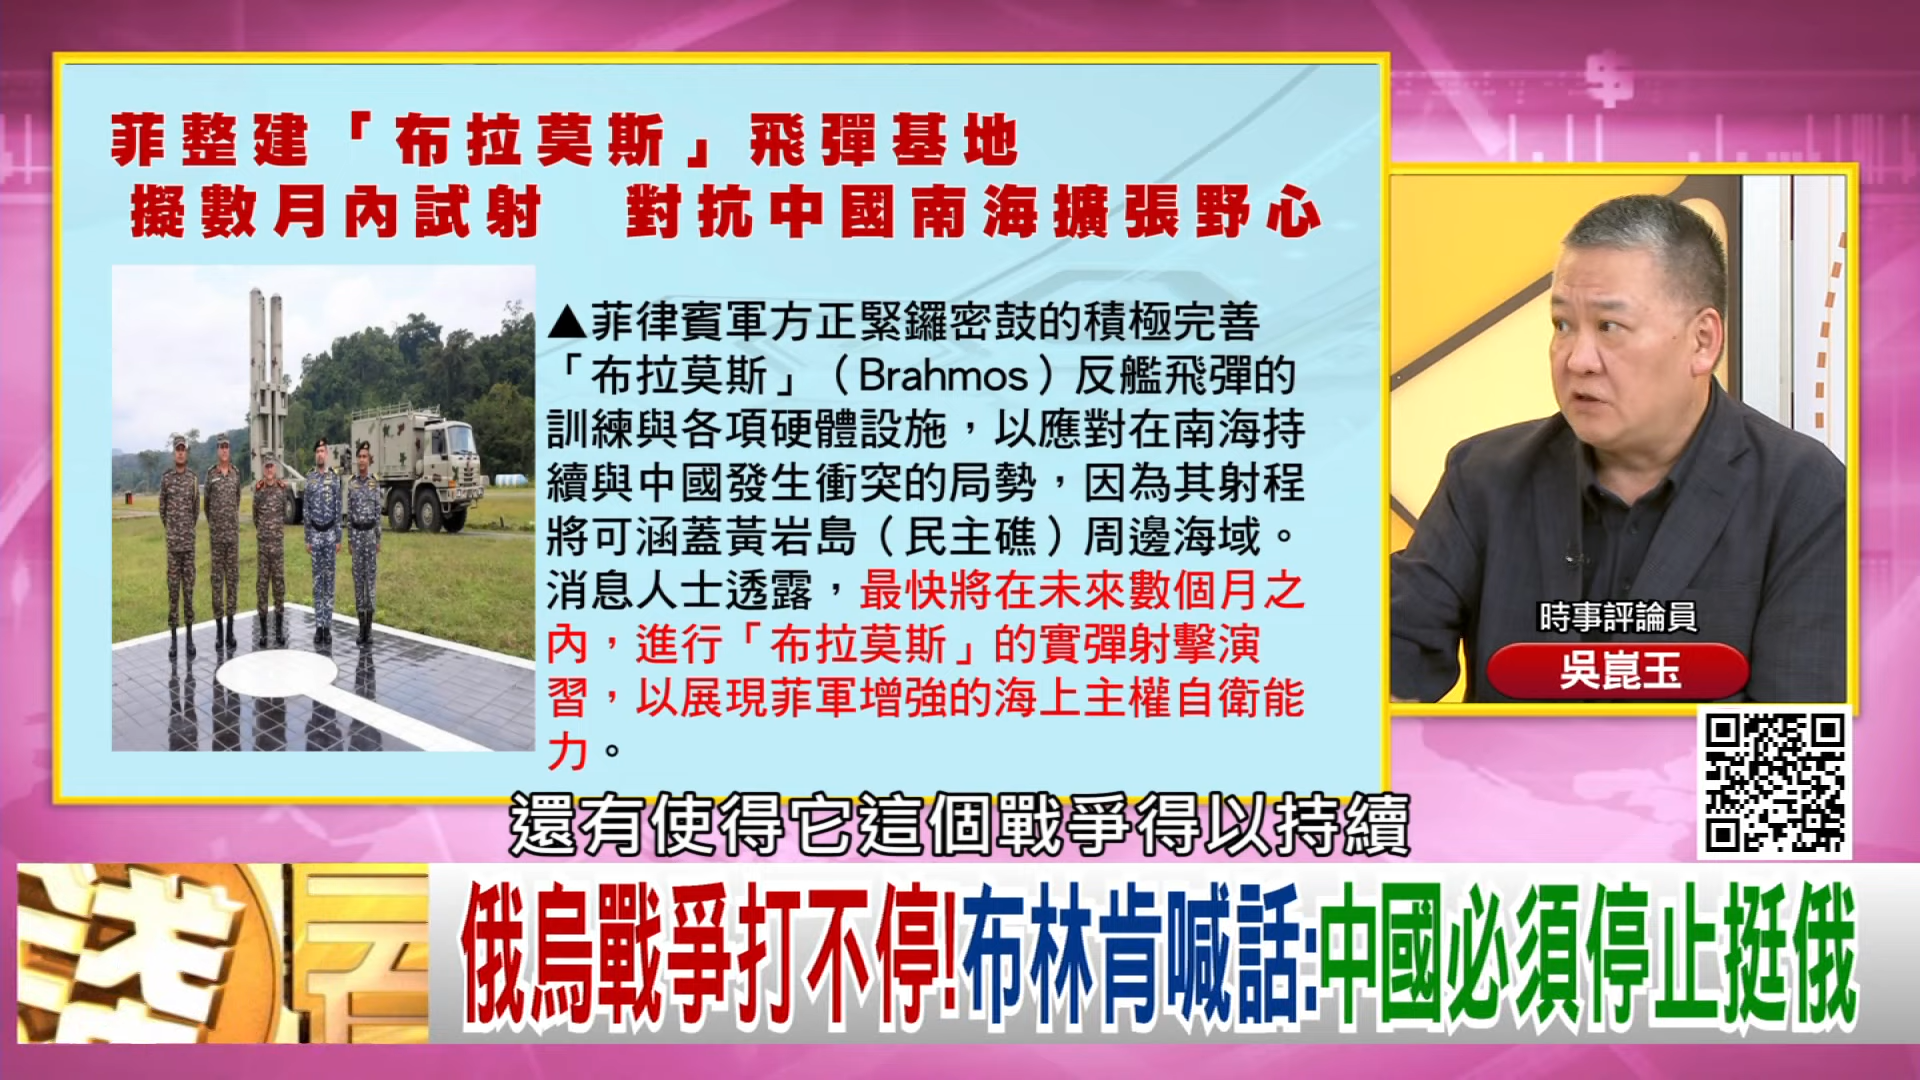 菲整建「布拉莫斯」飛彈基地
擬數月內試射 對抗中國南海擴張野心
▲菲律賓軍方正緊鑼密鼓的積極完善
「布拉莫斯」（Brahmos）反艦飛彈的
訓練與各項硬體設施，以應對在南海持
續與中國發生衝突的局勢，因為其射程
將可涵蓋黃岩島（民主礁）周邊海域。
消息人士透露，最快將在未來數個月之
內，進行「布拉莫斯」的實彈射擊演
習，以展現菲軍增強的海上主權自衛能
力。
時事評論員
吳崑玉
還有使得它這個戰爭得以持續
俄烏戰爭打不停!布林肯喊話:中國必須停止挺俄